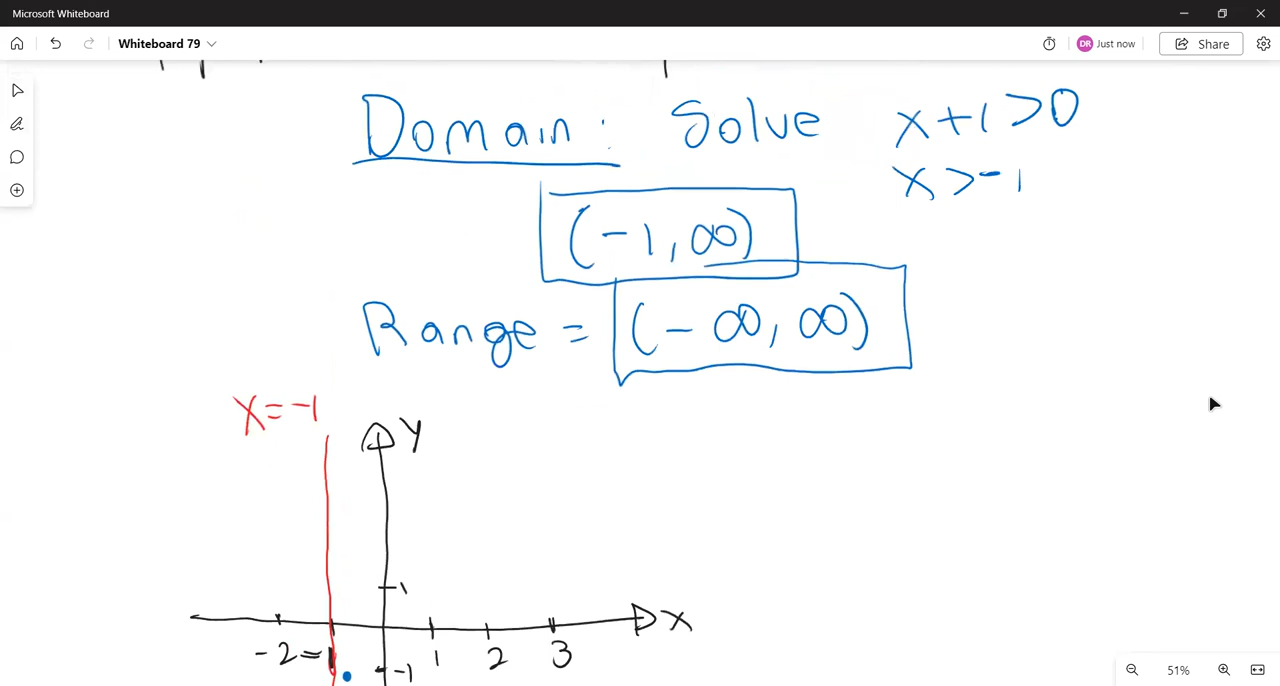 Microsoft Whiteboard
Whiteboard 79
DR Just now Share
Domain: Solve x+1>0
x>-1
(-1,∞)
Range = (-∞,∞)
x=-1
y
1
x
-2 -1 1 2 3
-1
51%